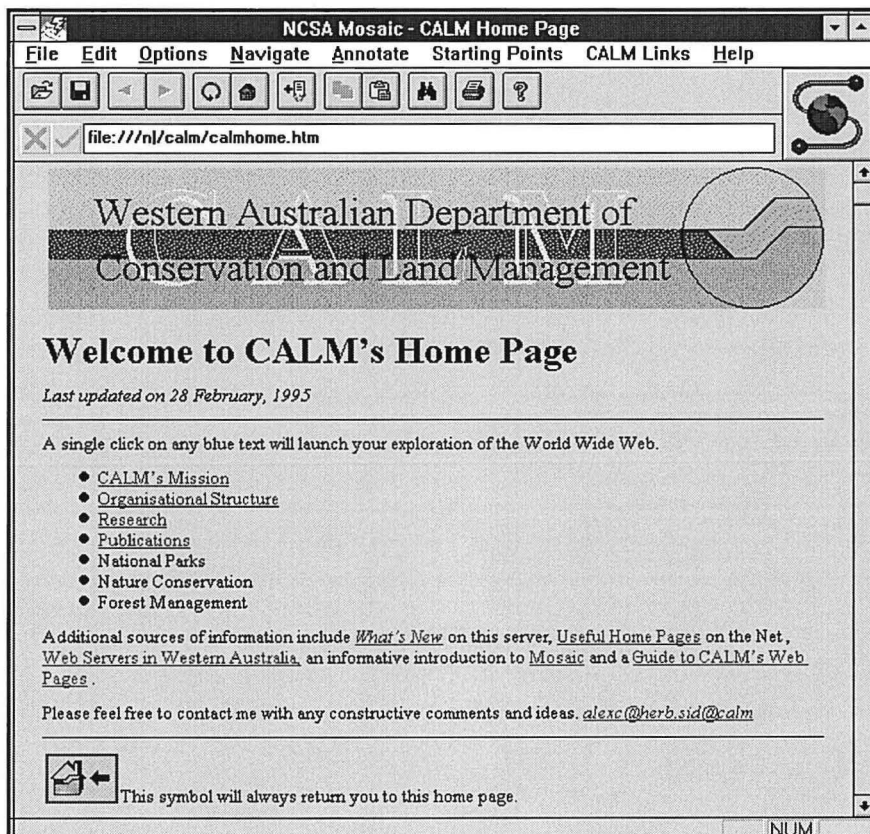 NCSA Mosaic - CALM Home Page
File Edit Options Navigate Annotate Starting Points CALM Links Help
file:///n|/calm/calmhome.htm
CALM
Western Australian Department of
Conservation and Land Management
Welcome to CALM's Home Page
Last updated on 28 February, 1995
A single click on any blue text will launch your exploration of the World Wide Web.
● CALM's Mission
● Organisational Structure
● Research
● Publications
● National Parks
● Nature Conservation
● Forest Management
Additional sources of information include What's New on this server, Useful Home Pages on the Net ,
Web Servers in Western Australia, an informative introduction to Mosaic and a Guide to CALM's Web
Pages .
Please feel free to contact me with any constructive comments and ideas. alexc@herb.sid@calm
This symbol will always return you to this home page.
NUM